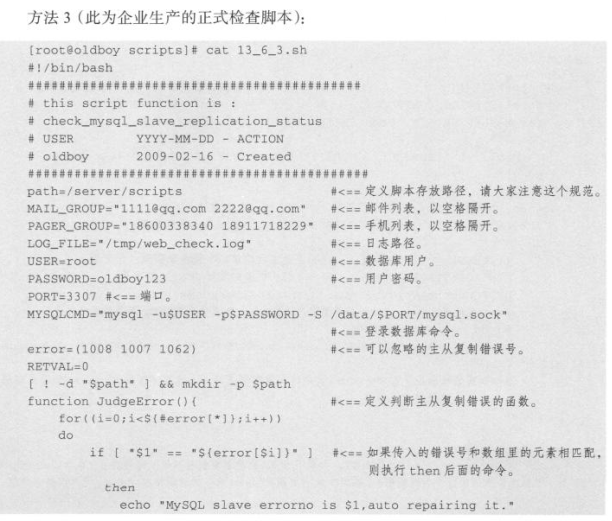 方法 3（此为企业生产的正式检查脚本）：
[root@oldboy scripts]# cat 13_6_3.sh
#!/bin/bash
###########################################
# this script function is :
# check_mysql_slave_replication_status
# USER        YYYY-MM-DD - ACTION
# oldboy      2009-02-16 - Created
############################################
path=/server/scripts                    #<== 定义脚本存放路径，请大家注意这个规范。
MAIL_GROUP="1111@qq.com 2222@qq.com"    #<== 邮件列表，以空格隔开。
PAGER_GROUP="18600338340 18911718229"   #<== 手机列表，以空格隔开。
LOG_FILE="/tmp/web_check.log"           #<== 日志路径。
USER=root                               #<== 数据库用户。
PASSWORD=oldboy123                      #<== 用户密码。
PORT=3307 #<== 端口。
MYSQLCMD="mysql -u$USER -p$PASSWORD -S /data/$PORT/mysql.sock"
#<== 登录数据库命令。
error=(1008 1007 1062)                  #<== 可以忽略的主从复制错误号。
RETVAL=0
[ ! -d "$path" ] && mkdir -p $path
function JudgeError(){                  #<== 定义判断主从复制错误的函数。
for((i=0;i<${#error[*]};i++))
do
if [ "$1" == "${error[$i]}" ]   #<== 如果传入的错误号和数组里的元素相匹配，
则执行 then 后面的命令。
then
echo "MySQL slave errorno is $1,auto repairing it."